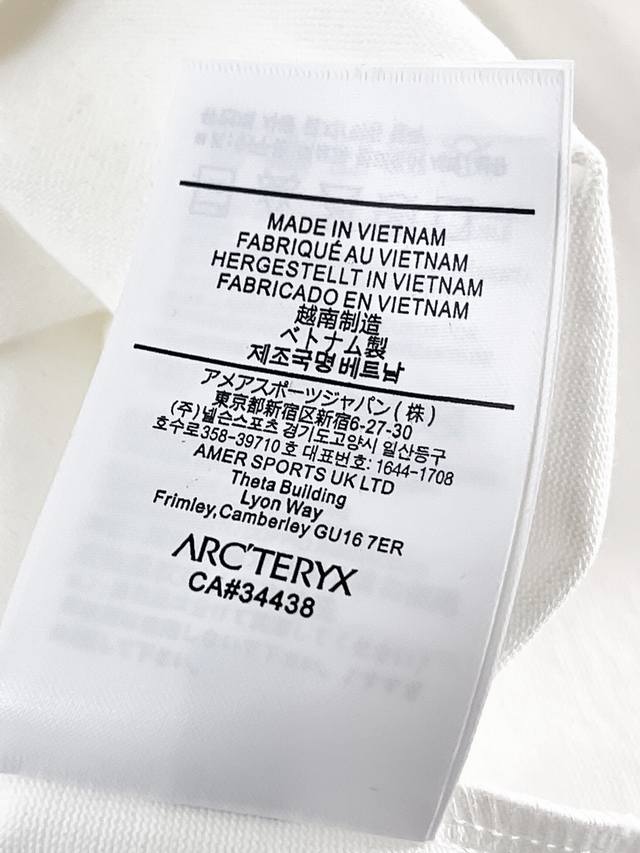 MADE IN VIETNAM
FABRIQUÉ AU VIETNAM
HERGESTELLT IN VIETNAM
FABRICADO EN VIETNAM
越南制造
ベトナム製
제조국명 베트남
アメアスポーツジャパン(株)
東京都新宿区新宿6-27-30
(주)넬슨스포츠 경기도고양시 일산동구
호수로358-39710호 대표번호: 1644-1708
AMER SPORTS UK LTD
Theta Building
Lyon Way
Frimley,Camberley GU16 7ER
ARC'TERYX
CA#34438